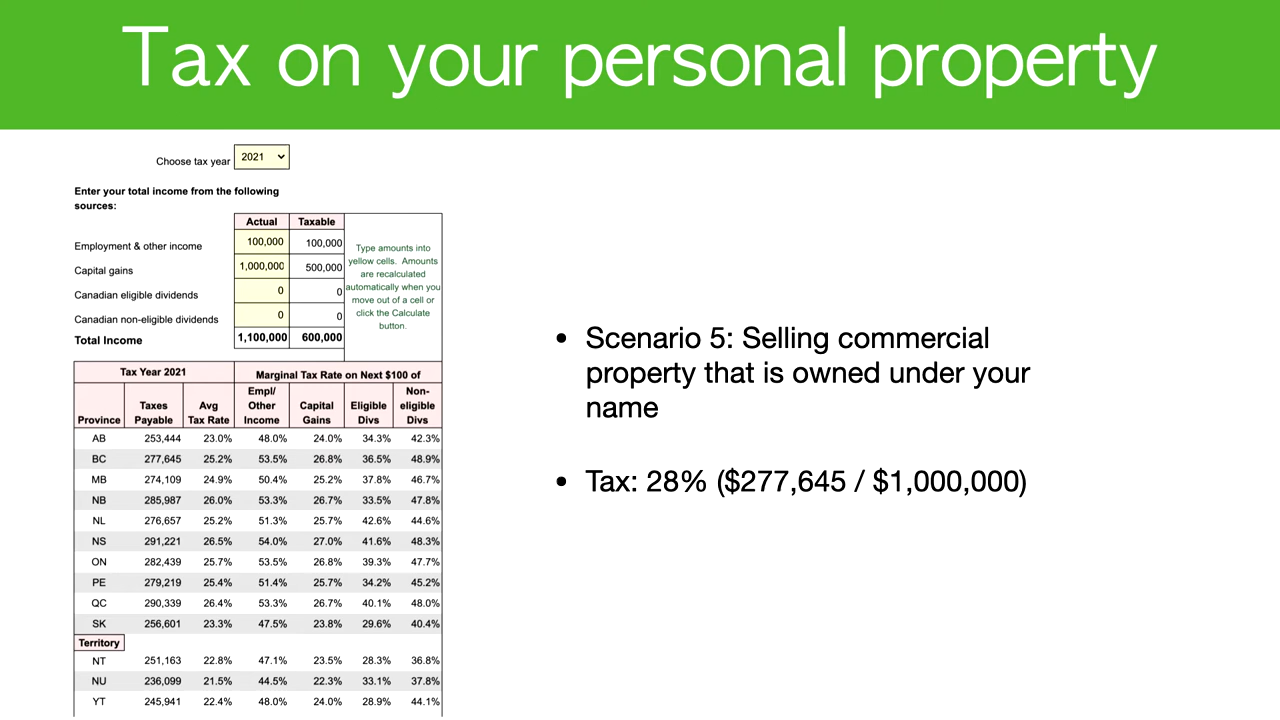 Tax on your personal property
Choose tax year 2021
Enter your total income from the following
sources:
Actual Taxable
Employment & other income 100,000 100,000
Capital gains 1,000,000 500,000
Canadian eligible dividends 0 0
Canadian non-eligible dividends 0 0
Total Income 1,100,000 600,000
Type amounts into
yellow cells. Amounts
are recalculated
automatically when you
move out of a cell or
click the Calculate
button.
Tax Year 2021 Marginal Tax Rate on Next $100 of
Province Taxes Payable Avg Tax Rate Empl/ Other Income Capital Gains Eligible Divs Non- eligible Divs
AB 253,444 23.0% 48.0% 24.0% 34.3% 42.3%
BC 277,645 25.2% 53.5% 26.8% 36.5% 48.9%
MB 274,109 24.9% 50.4% 25.2% 37.8% 46.7%
NB 285,987 26.0% 53.3% 26.7% 33.5% 47.8%
NL 276,657 25.2% 51.3% 25.7% 42.6% 44.6%
NS 291,221 26.5% 54.0% 27.0% 41.6% 48.3%
ON 282,439 25.7% 53.5% 26.8% 39.3% 47.7%
PE 279,219 25.4% 51.4% 25.7% 34.2% 45.2%
QC 290,339 26.4% 53.3% 26.7% 40.1% 48.0%
SK 256,601 23.3% 47.5% 23.8% 29.6% 40.4%
Territory
NT 251,163 22.8% 47.1% 23.5% 28.3% 36.8%
NU 236,099 21.5% 44.5% 22.3% 33.1% 37.8%
YT 245,941 22.4% 48.0% 24.0% 28.9% 44.1%
• Scenario 5: Selling commercial
property that is owned under your
name
• Tax: 28% ($277,645 / $1,000,000)